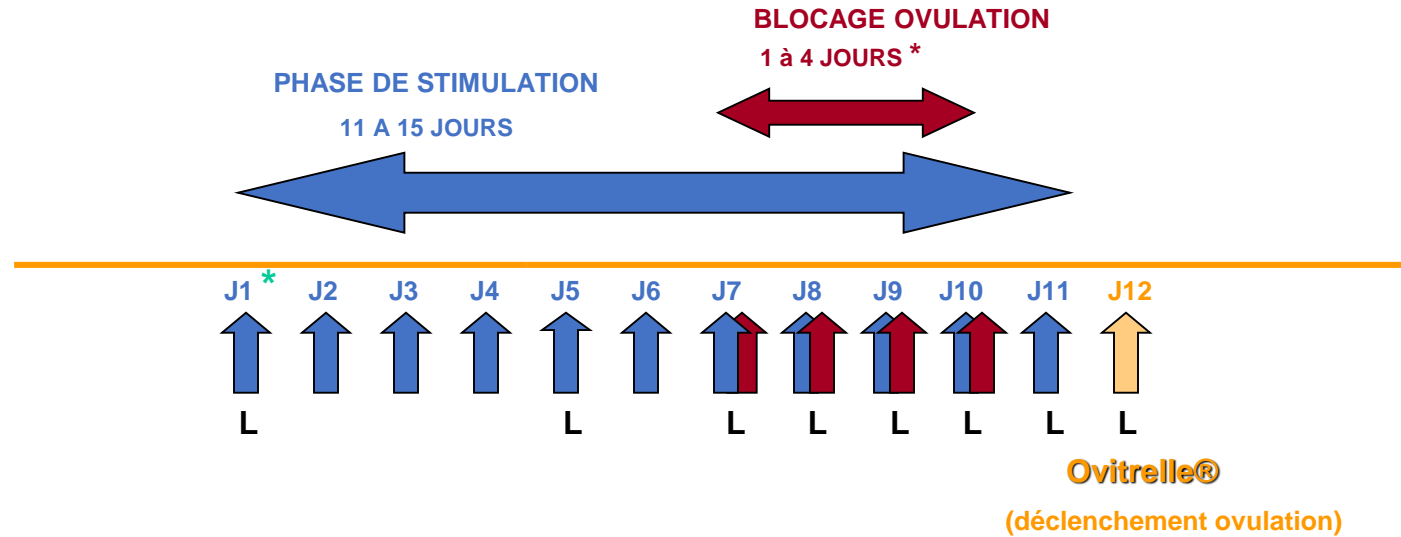 BLOCAGE OVULATION
1 à 4 JOURS *
PHASE DE STIMULATION
11 A 15 JOURS
J1 * J2 J3 J4 J5 J6 J7 J8 J9 J10 J11 J12
L L L L L L L L
Ovitrelle®
(déclenchement ovulation)